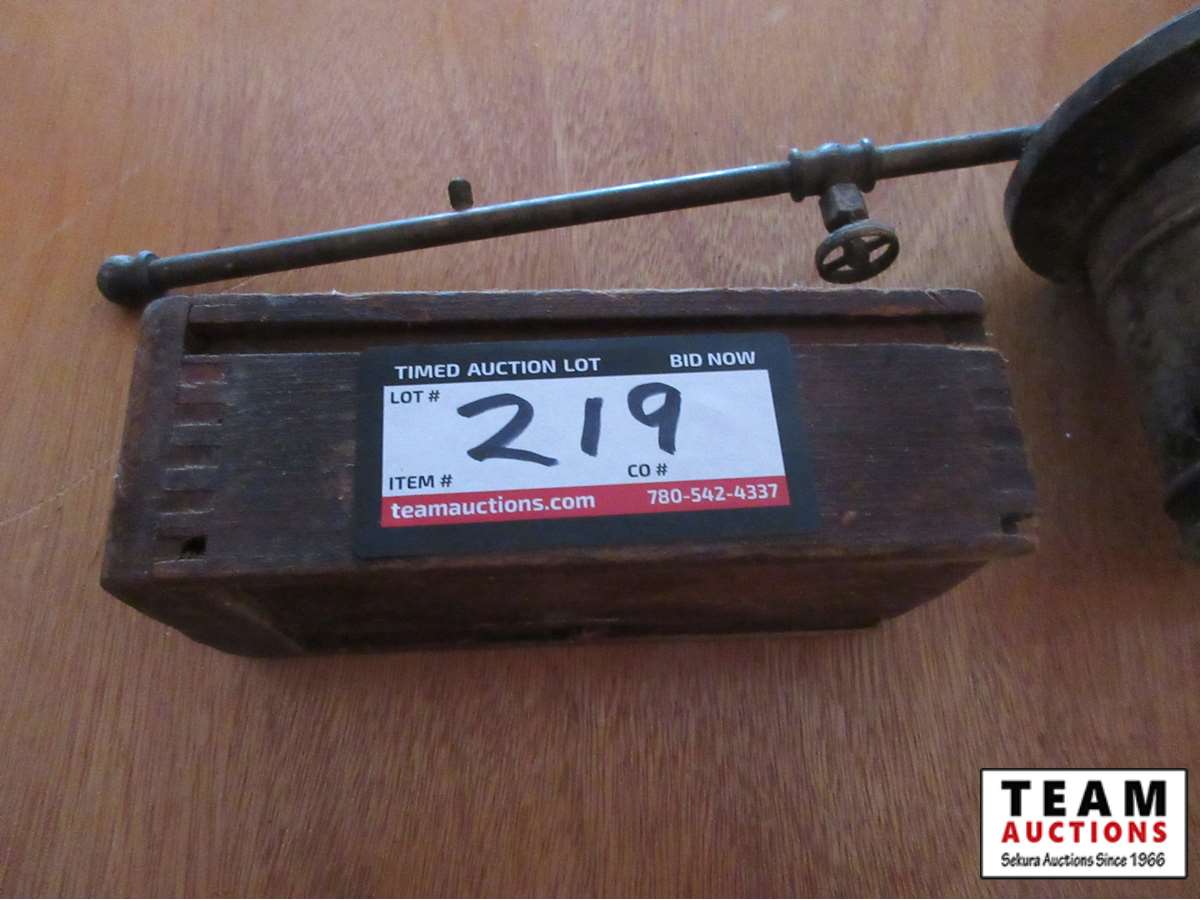 TIMED AUCTION LOT BID NOW
LOT # 219
ITEM # CO #
teamauctions.com 780-542-4337
TEAM
AUCTIONS
Sekura Auctions Since 1966